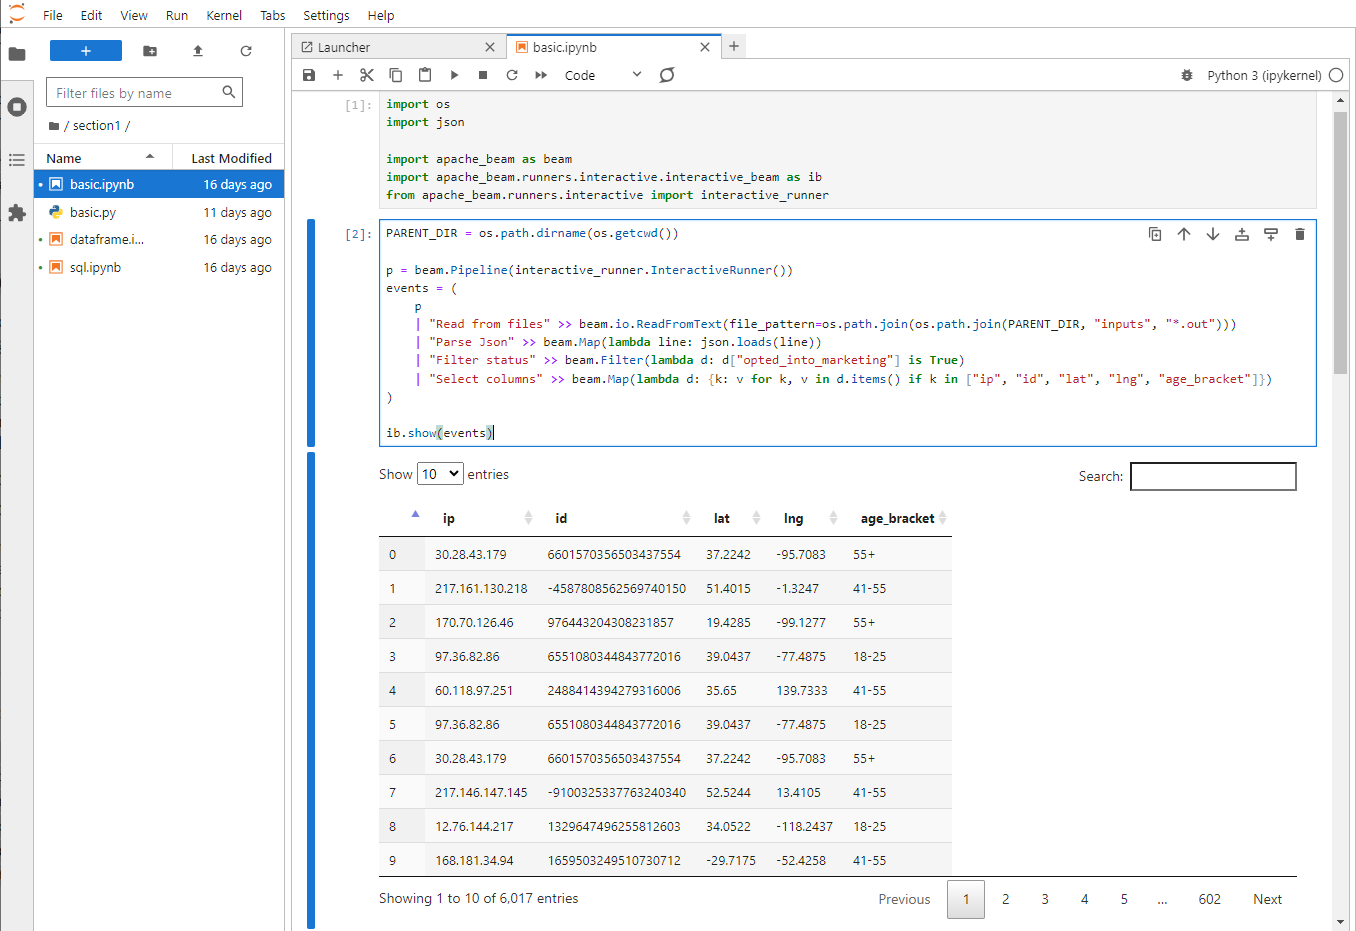 File Edit View Run Kernel Tabs Settings Help
Launcher
basic.ipynb
Filter files by name
Code
Python 3 (ipykernel)
/ section1 /
Name Last Modified
basic.ipynb 16 days ago
basic.py 11 days ago
dataframe.i... 16 days ago
sql.ipynb 16 days ago
[1]:
import os
import json
import apache_beam as beam
import apache_beam.runners.interactive.interactive_beam as ib
from apache_beam.runners.interactive import interactive_runner
[2]:
PARENT_DIR = os.path.dirname(os.getcwd())
p = beam.Pipeline(interactive_runner.InteractiveRunner())
events = (
p
| "Read from files" >> beam.io.ReadFromText(file_pattern=os.path.join(os.path.join(PARENT_DIR, "inputs", "*.out")))
| "Parse Json" >> beam.Map(lambda line: json.loads(line))
| "Filter status" >> beam.Filter(lambda d: d["opted_into_marketing"] is True)
| "Select columns" >> beam.Map(lambda d: {k: v for k, v in d.items() if k in ["ip", "id", "lat", "lng", "age_bracket"]})
)
ib.show(events)
Show 10 entries
Search:
ip id lat lng age_bracket
0 30.28.43.179 6601570356503437554 37.2242 -95.7083 55+
1 217.161.130.218 -4587808562569740150 51.4015 -1.3247 41-55
2 170.70.126.46 976443204308231857 19.4285 -99.1277 55+
3 97.36.82.86 6551080344843772016 39.0437 -77.4875 18-25
4 60.118.97.251 2488414394279316006 35.65 139.7333 41-55
5 97.36.82.86 6551080344843772016 39.0437 -77.4875 18-25
6 30.28.43.179 6601570356503437554 37.2242 -95.7083 55+
7 217.146.147.145 -9100325337763240340 52.5244 13.4105 41-55
8 12.76.144.217 1329647496255812603 34.0522 -118.2437 18-25
9 168.181.34.94 1659503249510730712 -29.7175 -52.4258 41-55
Showing 1 to 10 of 6,017 entries
Previous 1 2 3 4 5 ... 602 Next